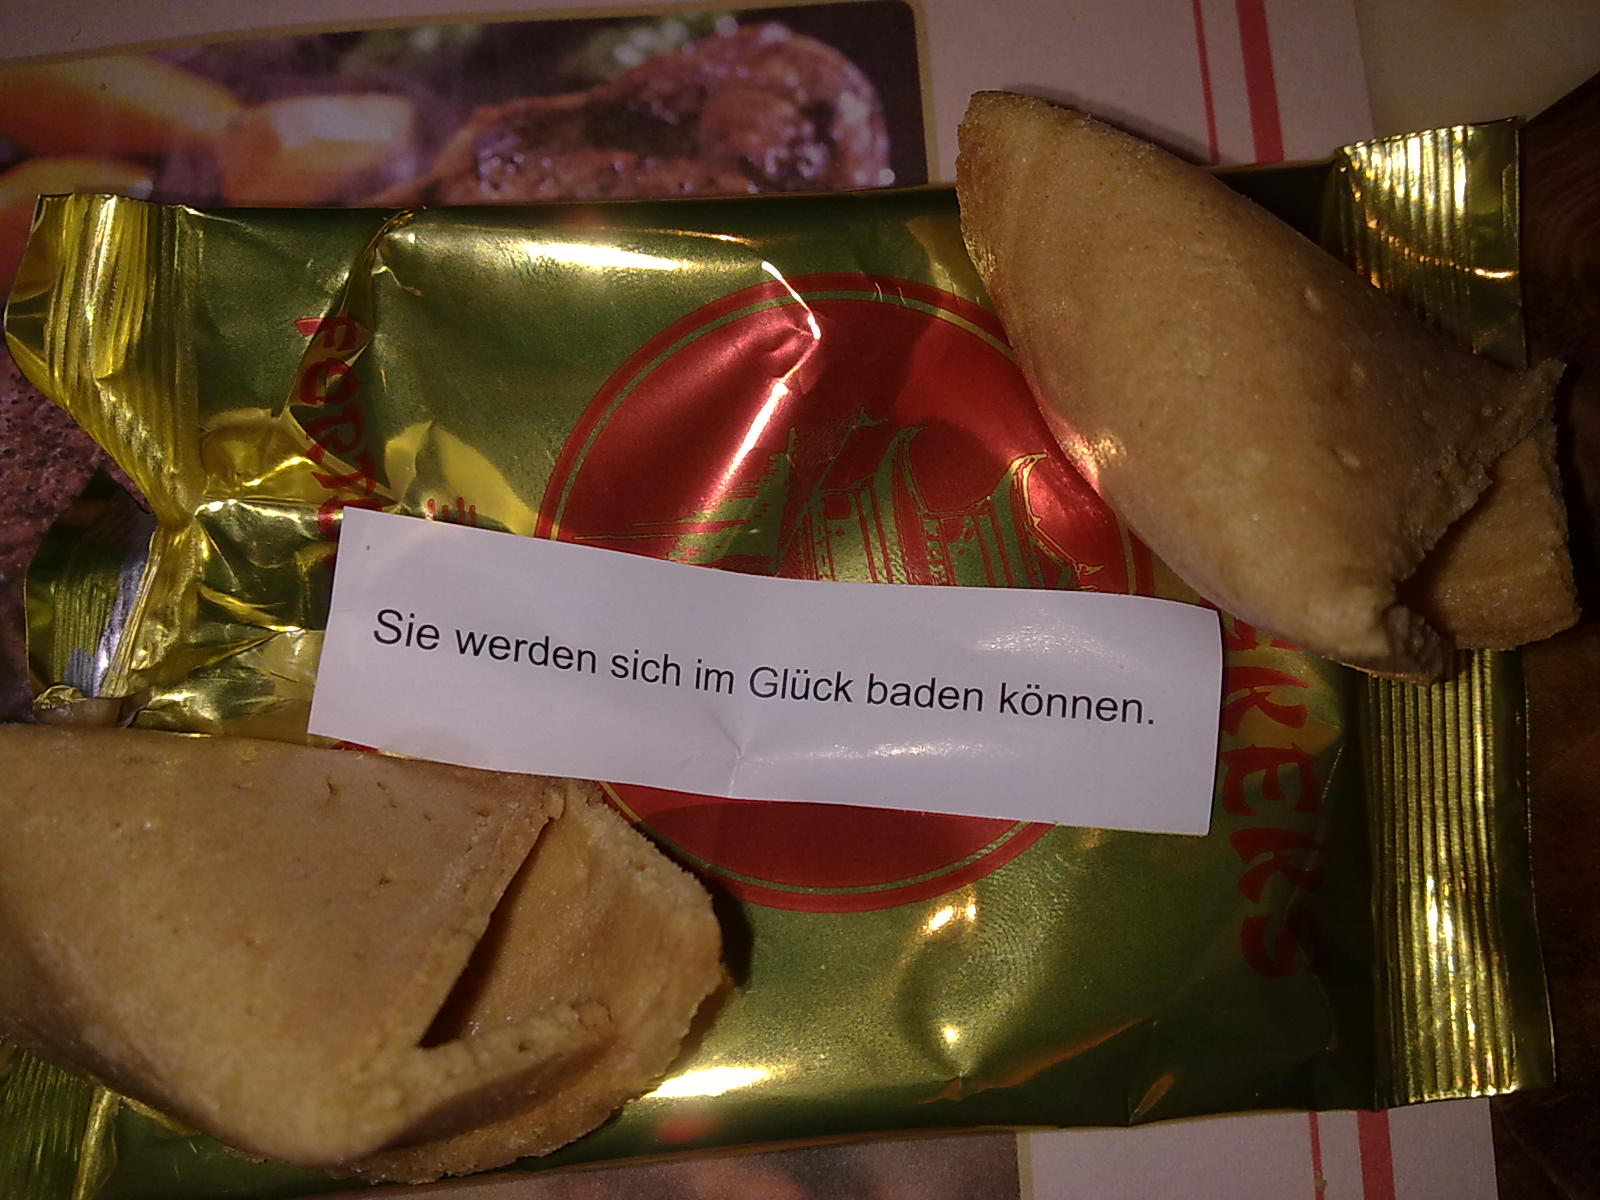 Sie werden sich im Glück baden können.